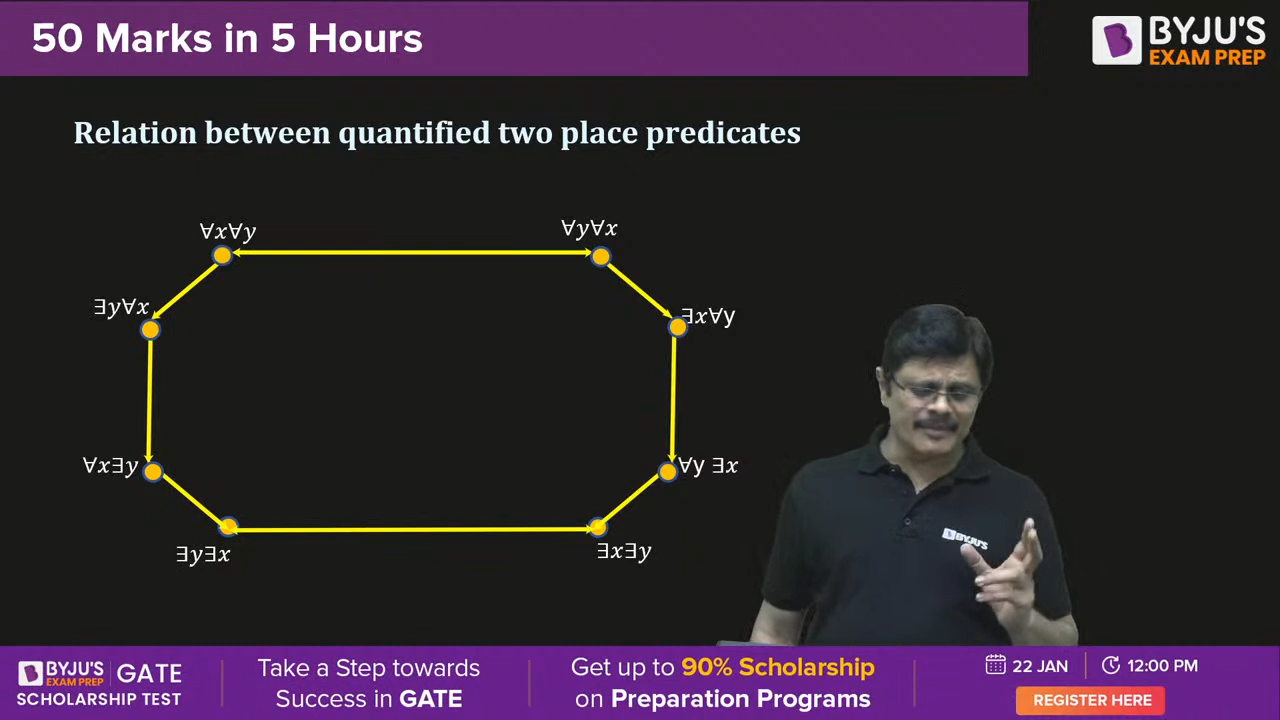 50 Marks in 5 Hours
BYJU'S
EXAM PREP
Relation between quantified two place predicates
∀x∀y
∀y∀x
∃y∀x
∃x∀y
∀x∃y
∀y ∃x
∃y∃x
∃x∃y
BYJU'S
BYJU'S
EXAM PREP
GATE
SCHOLARSHIP TEST
Take a Step towards
Success in GATE
Get up to 90% Scholarship
on Preparation Programs
22 JAN
12:00 PM
REGISTER HERE